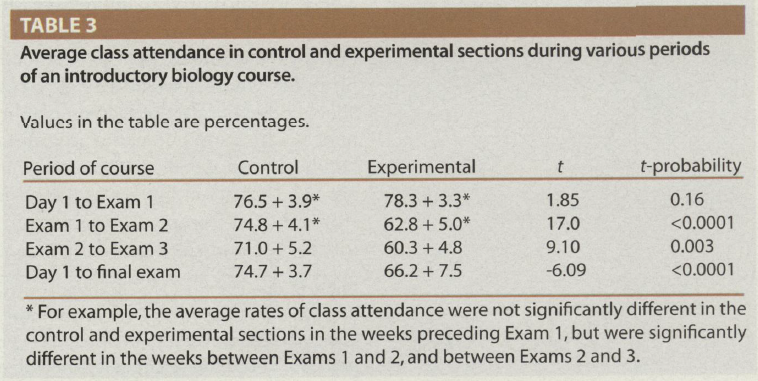 TABLE 3
Average class attendance in control and experimental sections during various periods
of an introductory biology course.
Values in the table are percentages.
Period of course Control Experimental t t-probability
Day 1 to Exam 1 76.5 + 3.9* 78.3 + 3.3* 1.85 0.16
Exam 1 to Exam 2 74.8 + 4.1* 62.8 + 5.0* 17.0 <0.0001
Exam 2 to Exam 3 71.0 + 5.2 60.3 + 4.8 9.10 0.003
Day 1 to final exam 74.7 + 3.7 66.2 + 7.5 -6.09 <0.0001
* For example, the average rates of class attendance were not significantly different in the
control and experimental sections in the weeks preceding Exam 1, but were significantly
different in the weeks between Exams 1 and 2, and between Exams 2 and 3.